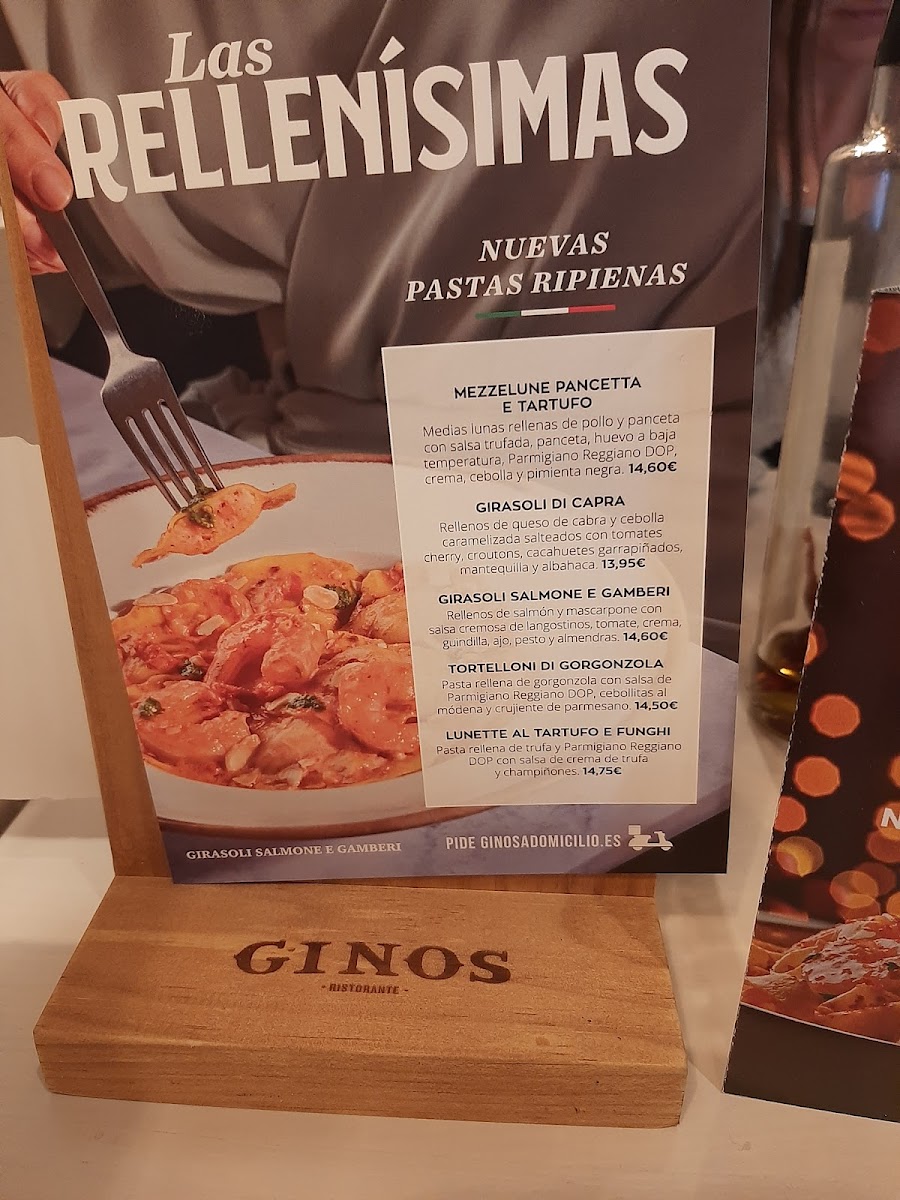 Las
RELLENÍSIMAS
NUEVAS
PASTAS RIPIENAS
MEZZELUNE PANCETTA
E TARTUFO
Medias lunas rellenas de pollo y panceta
con salsa trufada, panceta, huevo a baja
temperatura, Parmigiano Reggiano DOP,
crema, cebolla y pimienta negra. 14,60€
GIRASOLI DI CAPRA
Rellenos de queso de cabra y cebolla
caramelizada salteados con tomates
cherry, croutons, cacahuetes garrapiñados,
mantequilla y albahaca. 13,95€
GIRASOLI SALMONE E GAMBERI
Rellenos de salmón y mascarpone con
salsa cremosa de langostinos, tomate, crema,
guindilla, ajo, pesto y almendras. 14,60€
TORTELLONI DI GORGONZOLA
Pasta rellena de gorgonzola con salsa de
Parmigiano Reggiano DOP, cebollitas al
módena y crujiente de parmesano. 14,50€
LUNETTE AL TARTUFO E FUNGHI
Pasta rellena de trufa y Parmigiano Reggiano
DOP con salsa de crema de trufa
y champiñones. 14,75€
GIRASOLI SALMONE E GAMBERI
PIDE GINOSADOMICILIO.ES
GINOS
- RISTORANTE -
N